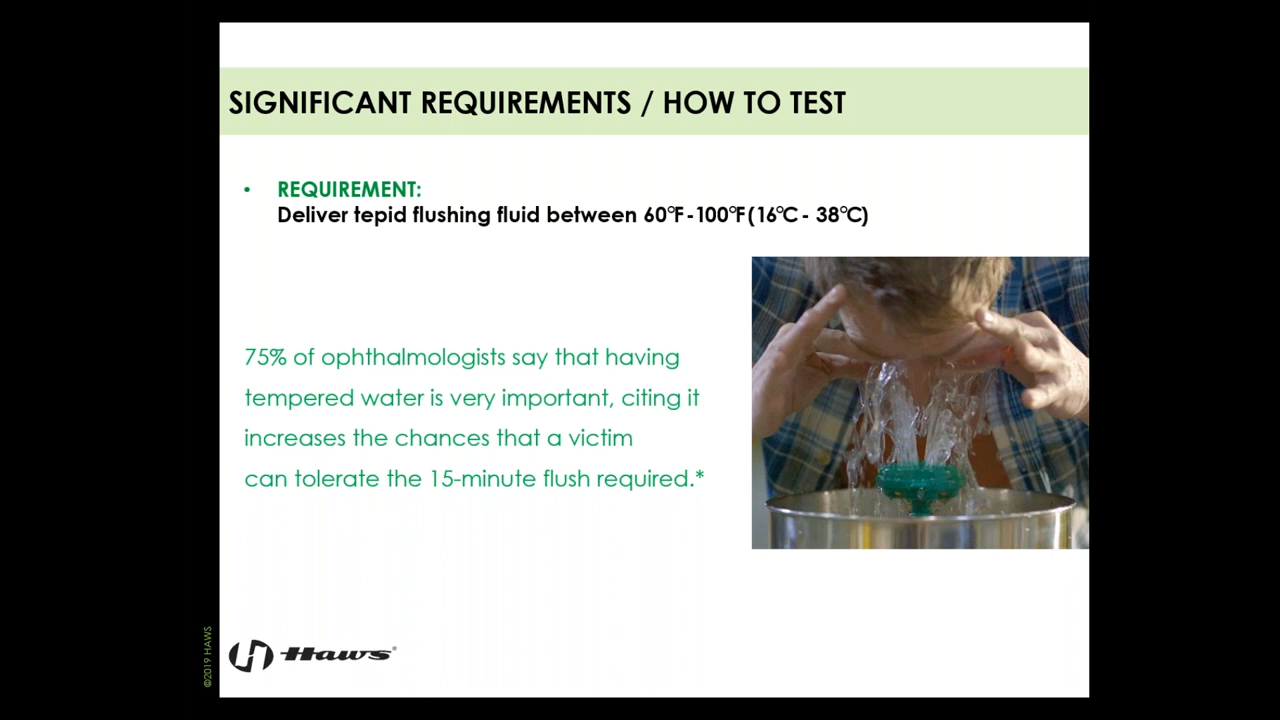 SIGNIFICANT REQUIREMENTS / HOW TO TEST
• REQUIREMENT:
Deliver tepid flushing fluid between 60°F-100°F(16°C - 38°C)
75% of ophthalmologists say that having
tempered water is very important, citing it
increases the chances that a victim
can tolerate the 15-minute flush required.*
©2019 HAWS
Haws®